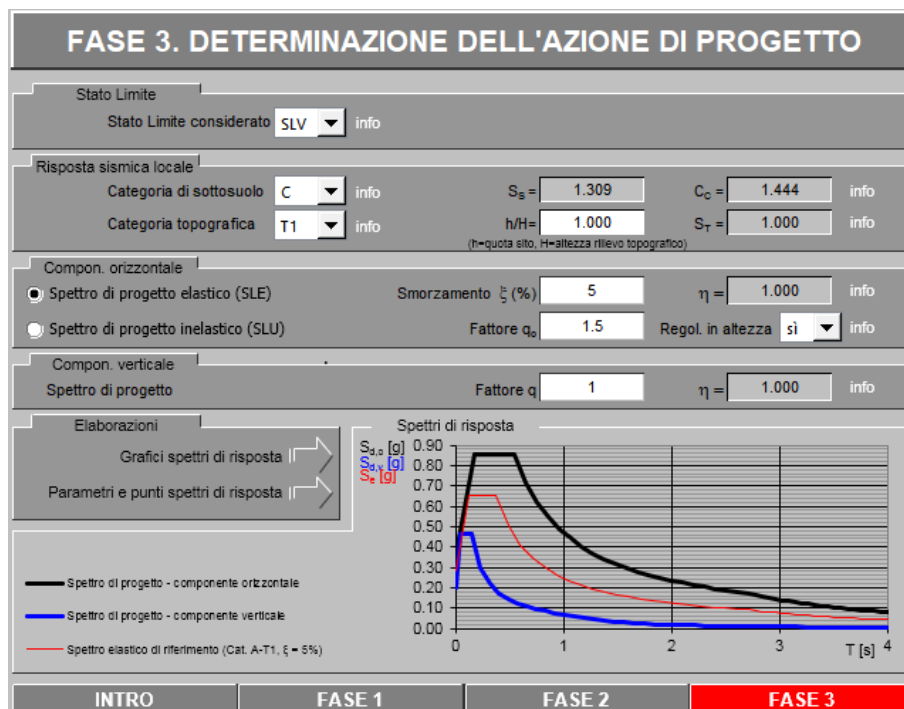 FASE 3. DETERMINAZIONE DELL'AZIONE DI PROGETTO
Stato Limite
Stato Limite considerato SLV info
Risposta sismica locale
Categoria di sottosuolo C info S_S = 1.309 C_C = 1.444 info
Categoria topografica T1 info h/H= 1.000 S_T = 1.000 info
(h=quota sito, H=altezza rilievo topografico)
Compon. orizzontale
Spettro di progetto elastico (SLE) Smorzamento ξ (%) 5 η = 1.000 info
Spettro di progetto inelastico (SLU) Fattore q_o 1.5 Regol. in altezza sì info
Compon. verticale
Spettro di progetto Fattore q 1 η = 1.000 info
Elaborazioni
Grafici spettri di risposta
Parametri e punti spettri di risposta
Spettri di risposta
S_d,o [g]
S_d,v [g]
S_e [g]
0.90
0.80
0.70
0.60
0.50
0.40
0.30
0.20
0.10
0.00
0 1 2 3 4
T [s]
Spettro di progetto - componente orizzontale
Spettro di progetto - componente verticale
Spettro elastico di riferimento (Cat. A-T1, ξ = 5%)
INTRO FASE 1 FASE 2 FASE 3